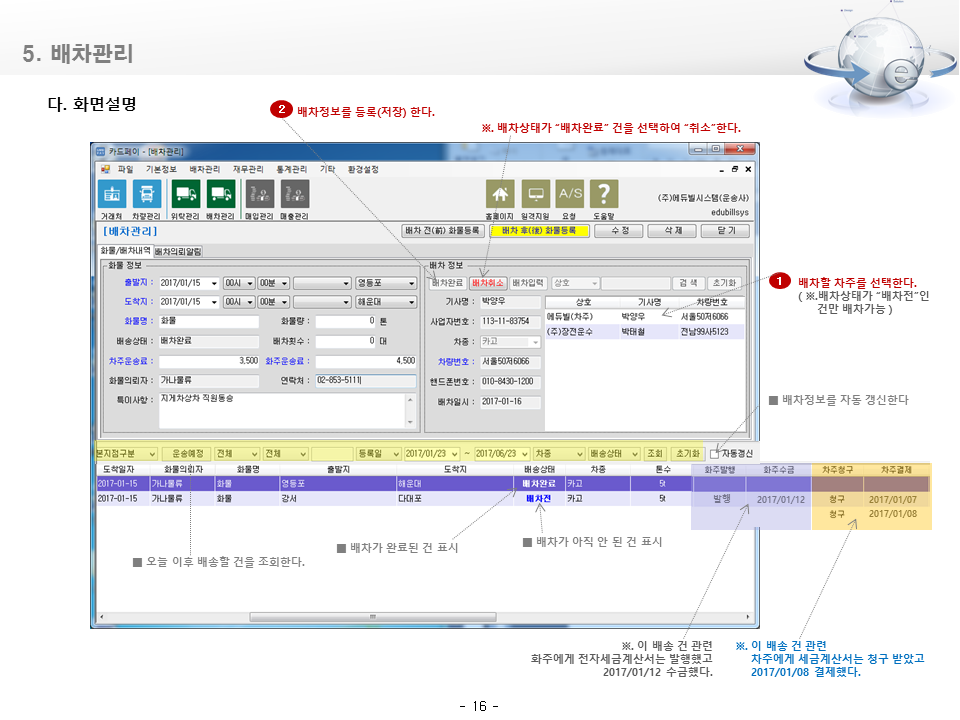 5. 배차관리
다. 화면설명
2 배차정보를 등록(저장) 한다.
※. 배차상태가 “배차완료” 건을 선택하여 “취소”한다.
카드페이 - [배차관리]
파일 기본정보 배차관리 재무관리 통계관리 기타 환경설정
A/S ?
거래처 차량관리 위탁관리 배차관리 매입관리 매출관리 홈페이지 원격지원 요청 도움말
(주)에듀빌시스템(운송사)
edubillsys
[배차관리] 배차 전(前) 화물등록 배차 후(後) 화물등록 수 정 삭 제 닫 기
화물/배차내역 배차의뢰알림
화물 정보
출발지 : 2017/01/15 00시 00분 영등포
도착지 : 2017/01/15 00시 00분 해운대
화물명 : 화물 화물량 : 0 톤
배송상태 : 배차완료 배차횟수 : 0 대
차주운송료 : 3,500 화주운송료 : 4,500
화물의뢰자 : 가나물류 연락처 : 02-853-5111
특이사항 : 지게차상차 직원동승
배차 정보
배차완료 배차취소 배차입력 상호 검 색 초기화
기사명 : 박양우
사업자번호 : 113-11-83754
차종 : 카고
차량번호 : 서울50저6066
핸드폰번호 : 010-8430-1200
배차일시 : 2017-01-16
상호 기사명 차량번호
에듀빌(차주) 박양우 서울50저6066
(주)장전운수 박태철 전남99사5123
1 배차할 차주를 선택한다.
( ※.배차상태가 “배차전”인
건만 배차가능 )
■ 배차정보를 자동 갱신한다
본지점구분 운송예정 전체 전체 등록일 2017/01/23 ~ 2017/06/23 차종 배송상태 조회 초기화 자동갱신
도착일자 화물의뢰자 화물명 출발지 도착지 배송상태 차종 톤수 화주발행 화주수금 차주청구 차주결제
2017-01-15 가나물류 화물 영등포 해운대 배차완료 카고 5t
2017-01-15 가나물류 화물 강서 다대포 배차전 카고 5t 발행 2017/01/12 청구 2017/01/07
청구 2017/01/08
■ 오늘 이후 배송할 건을 조회한다.
■ 배차가 완료된 건 표시
■ 배차가 아직 안 된 건 표시
※. 이 배송 건 관련
화주에게 전자세금계산서는 발행했고
2017/01/12 수금했다.
※. 이 배송 건 관련
차주에게 세금계산서는 청구 받았고
2017/01/08 결제했다.
- 16 -